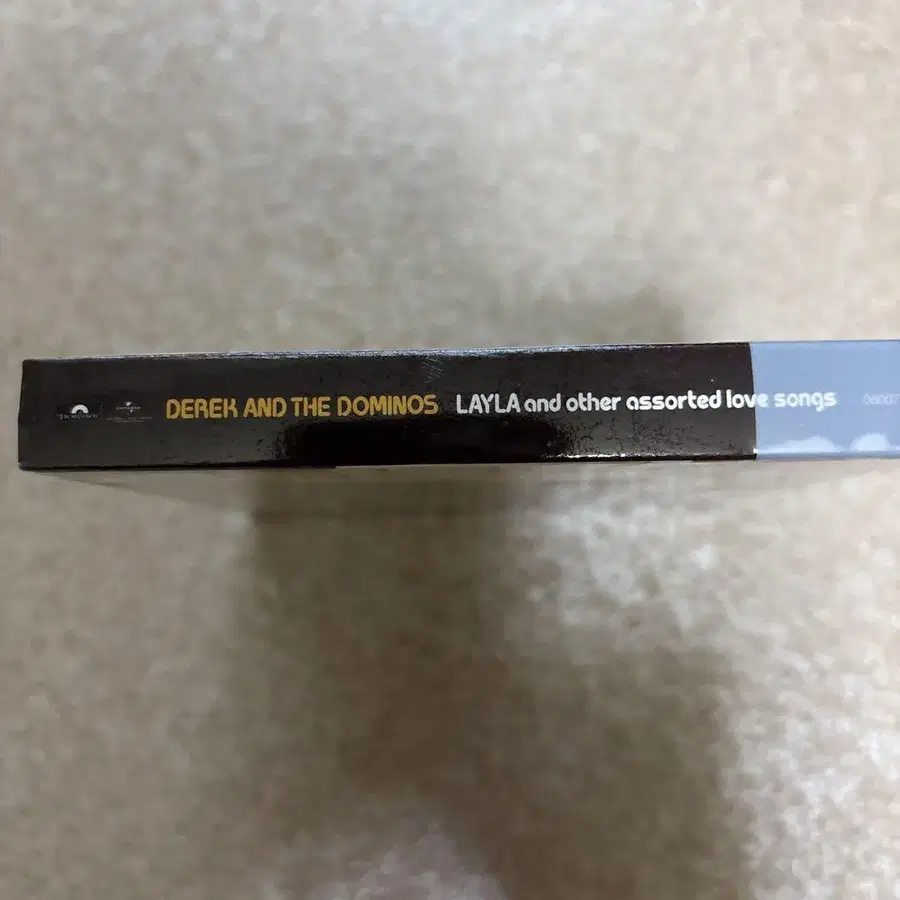 DEREK AND THE DOMINOS LAYLA and other assorted love songs